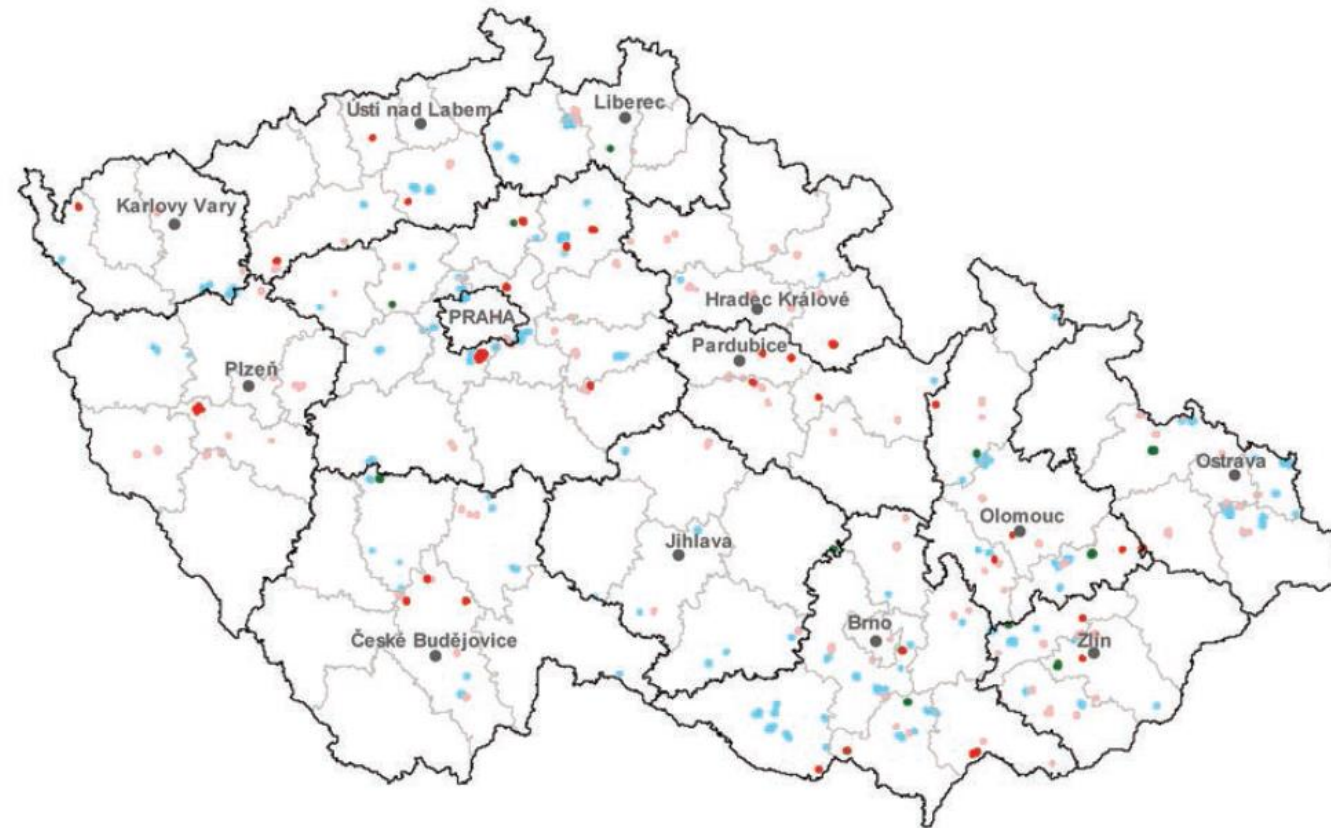 Ústí nad Labem
Liberec
Karlovy Vary
Hradec Králové
PRAHA
Pardubice
Plzeň
Ostrava
Olomouc
Jihlava
Brno
České Budějovice
Zlín